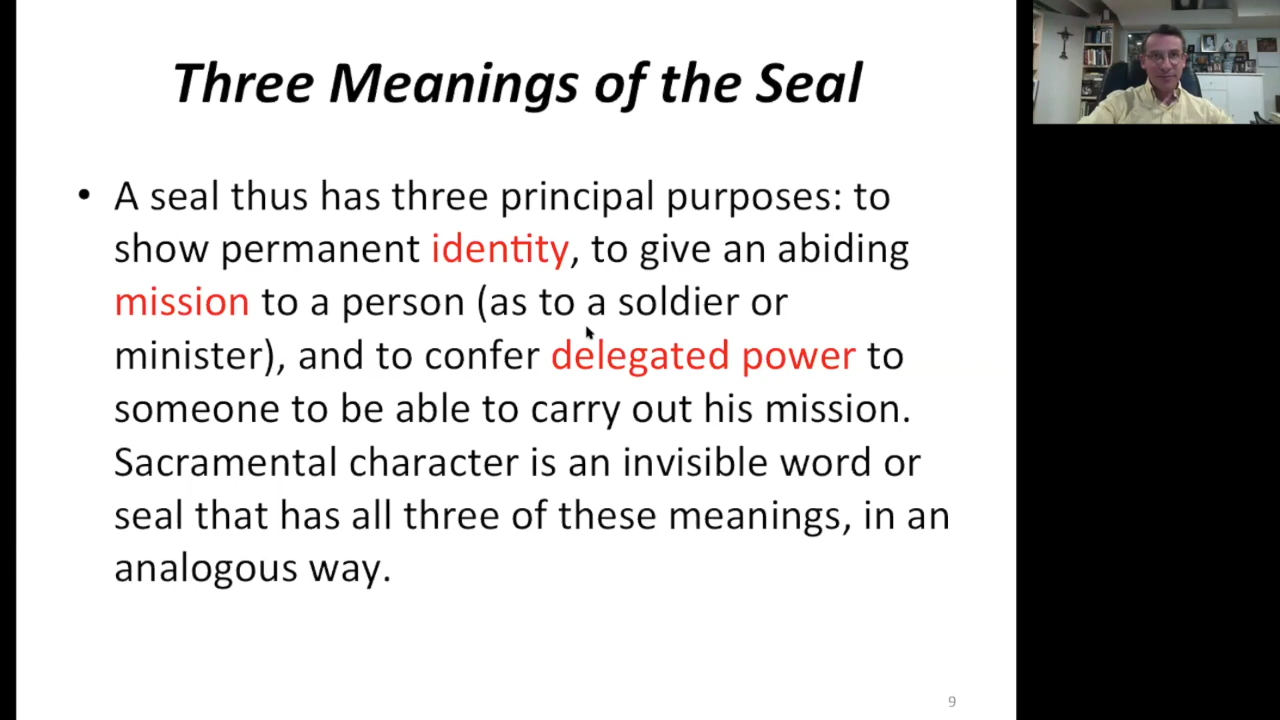 Three Meanings of the Seal
• A seal thus has three principal purposes: to
show permanent identity, to give an abiding
mission to a person (as to a soldier or
minister), and to confer delegated power to
someone to be able to carry out his mission.
Sacramental character is an invisible word or
seal that has all three of these meanings, in an
analogous way.
9